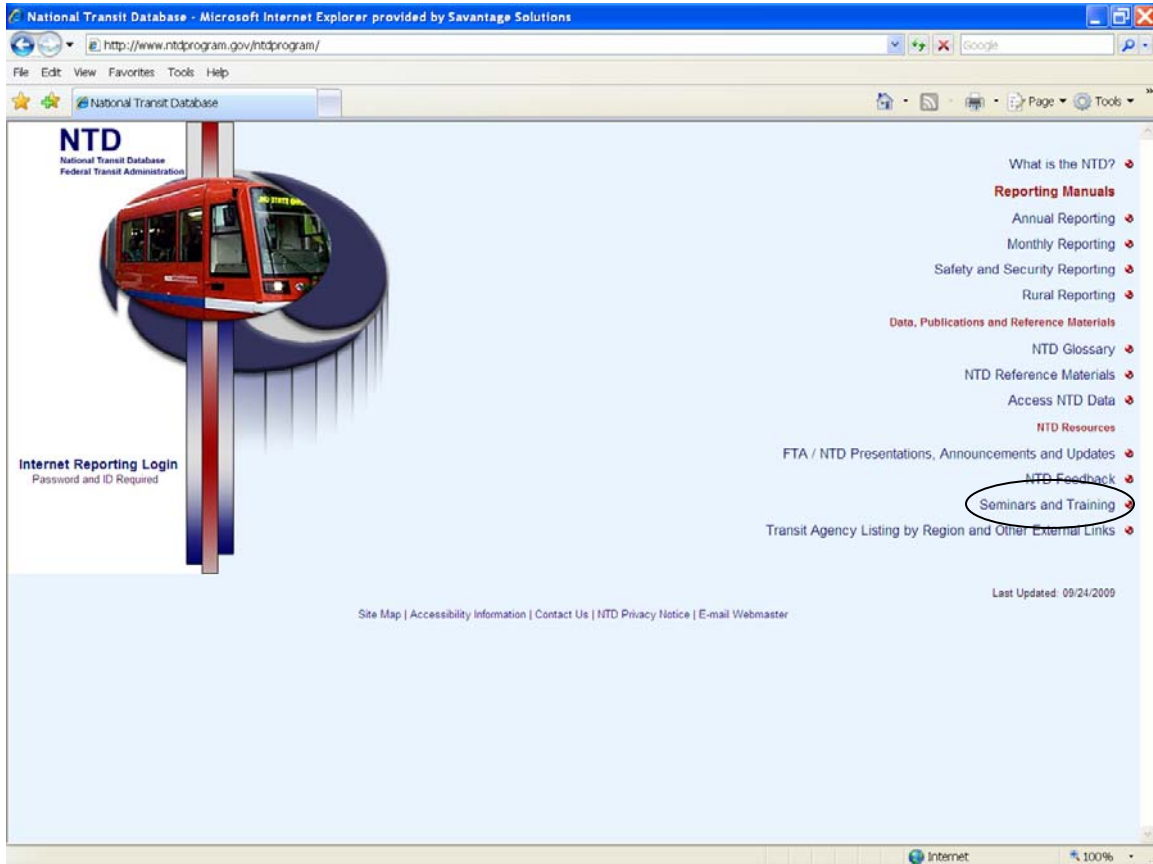 National Transit Database - Microsoft Internet Explorer provided by Savantage Solutions
http://www.ntdprogram.gov/ntdprogram/
Google
File Edit View Favorites Tools Help
National Transit Database
Page Tools
NTD
National Transit Database
Federal Transit Administration
What is the NTD?
Reporting Manuals
Annual Reporting
Monthly Reporting
Safety and Security Reporting
Rural Reporting
Data, Publications and Reference Materials
NTD Glossary
NTD Reference Materials
Access NTD Data
NTD Resources
FTA / NTD Presentations, Announcements and Updates
Internet Reporting Login
Password and ID Required
NTD Feedback
Seminars and Training
Transit Agency Listing by Region and Other External Links
Last Updated: 09/24/2009
Site Map | Accessibility Information | Contact Us | NTD Privacy Notice | E-mail Webmaster
Internet
100%